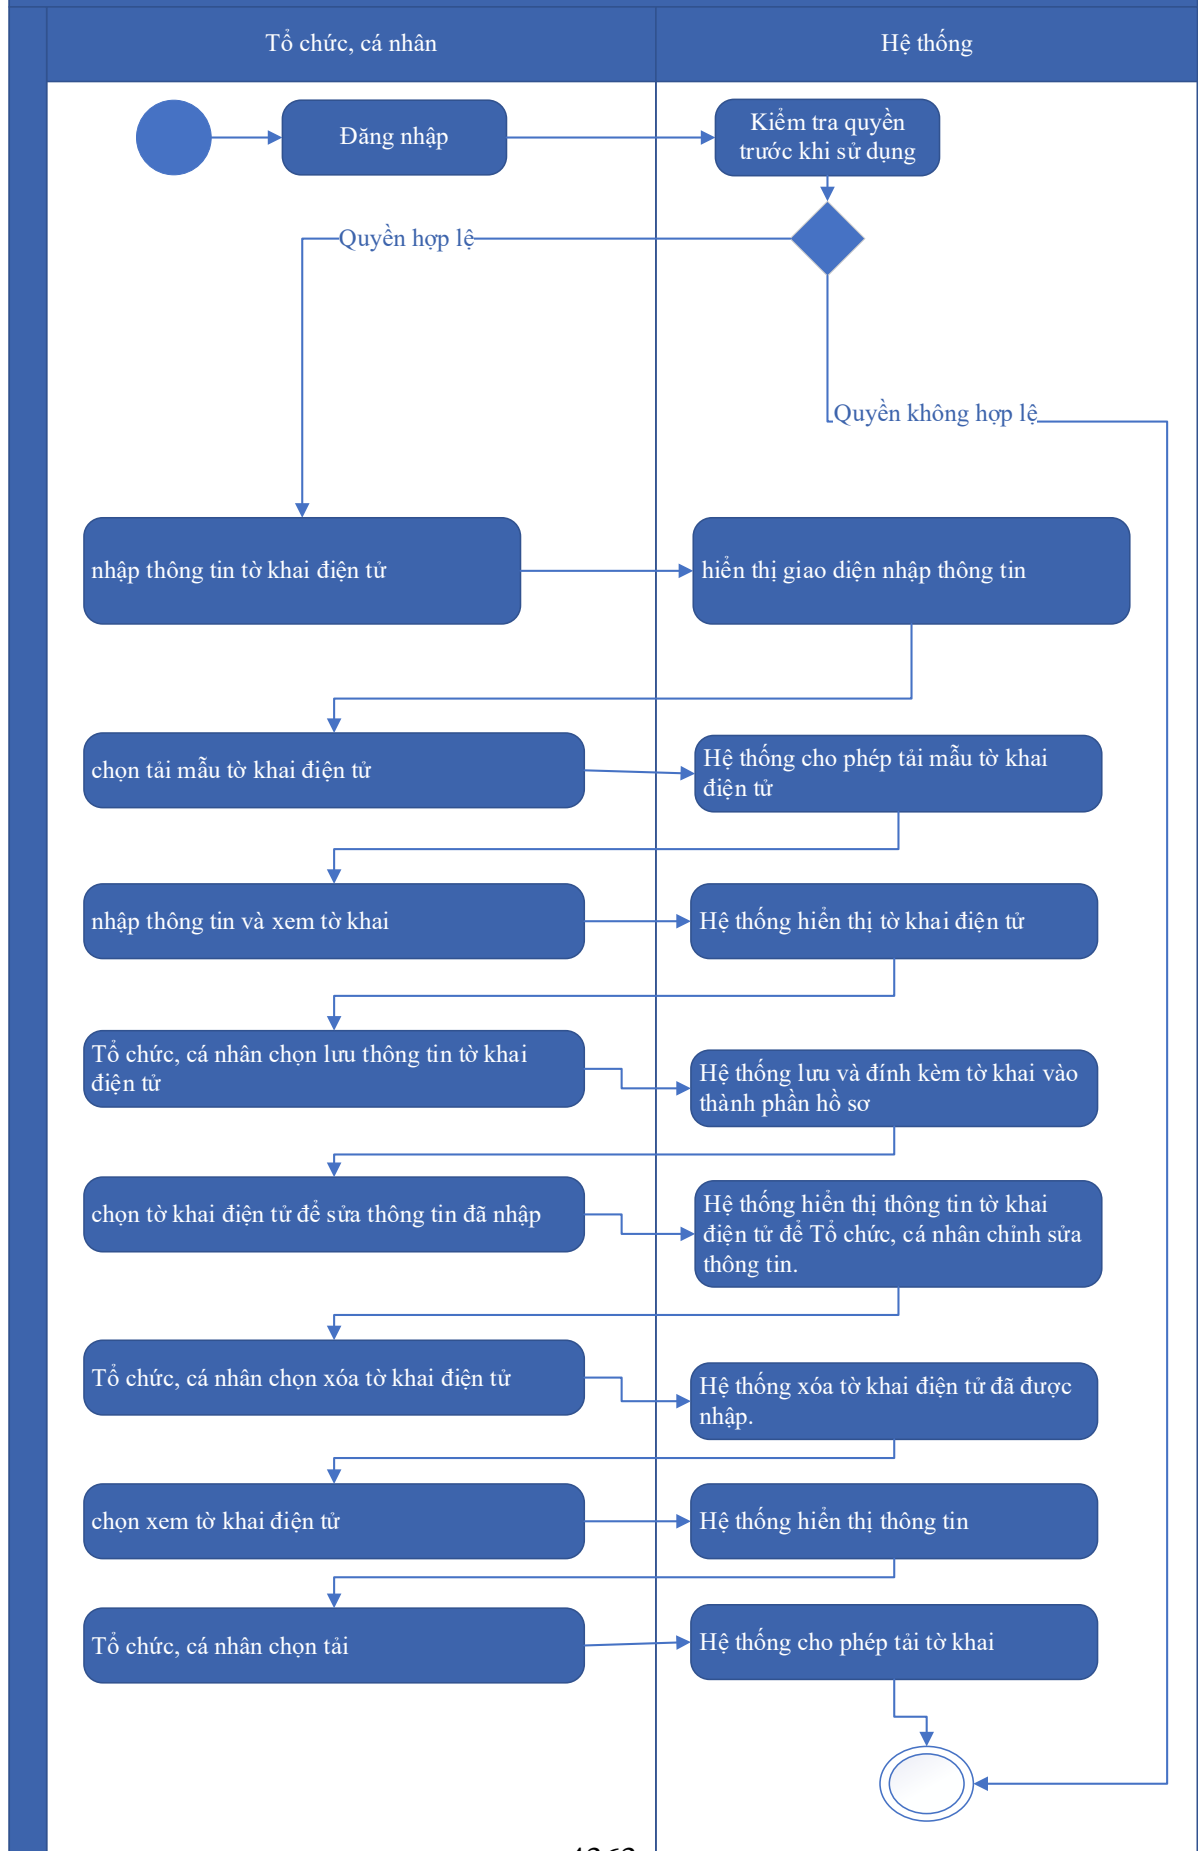 Tổ chức, cá nhân
Hệ thống
Đăng nhập
Kiểm tra quyền
trước khi sử dụng
Quyền hợp lệ
Quyền không hợp lệ
nhập thông tin tờ khai điện tử
hiển thị giao diện nhập thông tin
chọn tải mẫu tờ khai điện tử
Hệ thống cho phép tải mẫu tờ khai
điện tử
nhập thông tin và xem tờ khai
Hệ thống hiển thị tờ khai điện tử
Tổ chức, cá nhân chọn lưu thông tin tờ khai
điện tử
Hệ thống lưu và đính kèm tờ khai vào
thành phần hồ sơ
chọn tờ khai điện tử để sửa thông tin đã nhập
Hệ thống hiển thị thông tin tờ khai
điện tử để Tổ chức, cá nhân chỉnh sửa
thông tin.
Tổ chức, cá nhân chọn xóa tờ khai điện tử
Hệ thống xóa tờ khai điện tử đã được
nhập.
chọn xem tờ khai điện tử
Hệ thống hiển thị thông tin
Tổ chức, cá nhân chọn tải
Hệ thống cho phép tải tờ khai